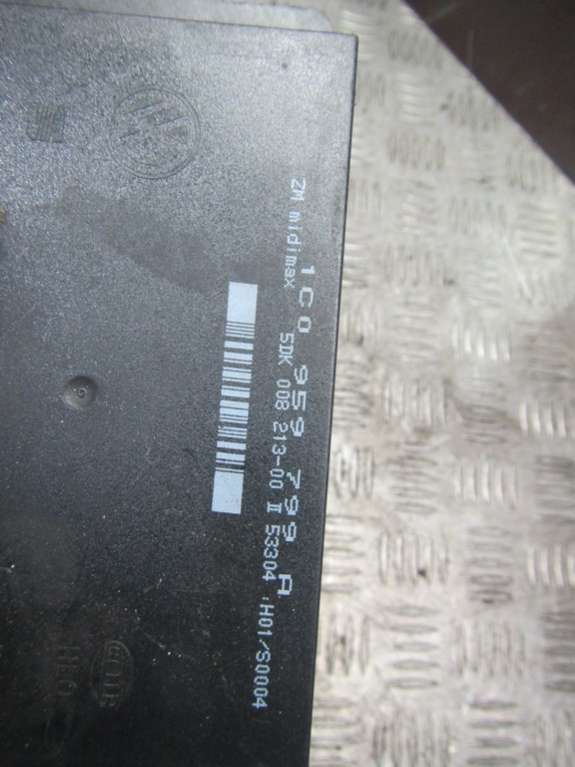 1C0 959 799 A
ZM midimax 5DK 008 213-00 II 53304 :H01/S0004